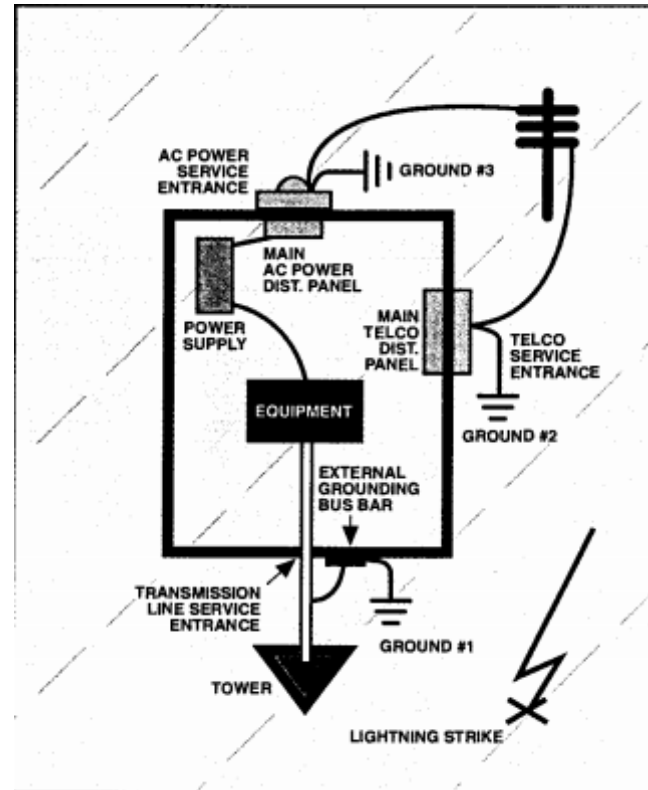 AC POWER
SERVICE
ENTRANCE
GROUND #3
MAIN
AC POWER
DIST. PANEL
POWER
SUPPLY
MAIN
TELCO
DIST.
PANEL
TELCO
SERVICE
ENTRANCE
EQUIPMENT
GROUND #2
EXTERNAL
GROUNDING
BUS BAR
TRANSMISSION
LINE SERVICE
ENTRANCE
GROUND #1
TOWER
LIGHTNING STRIKE